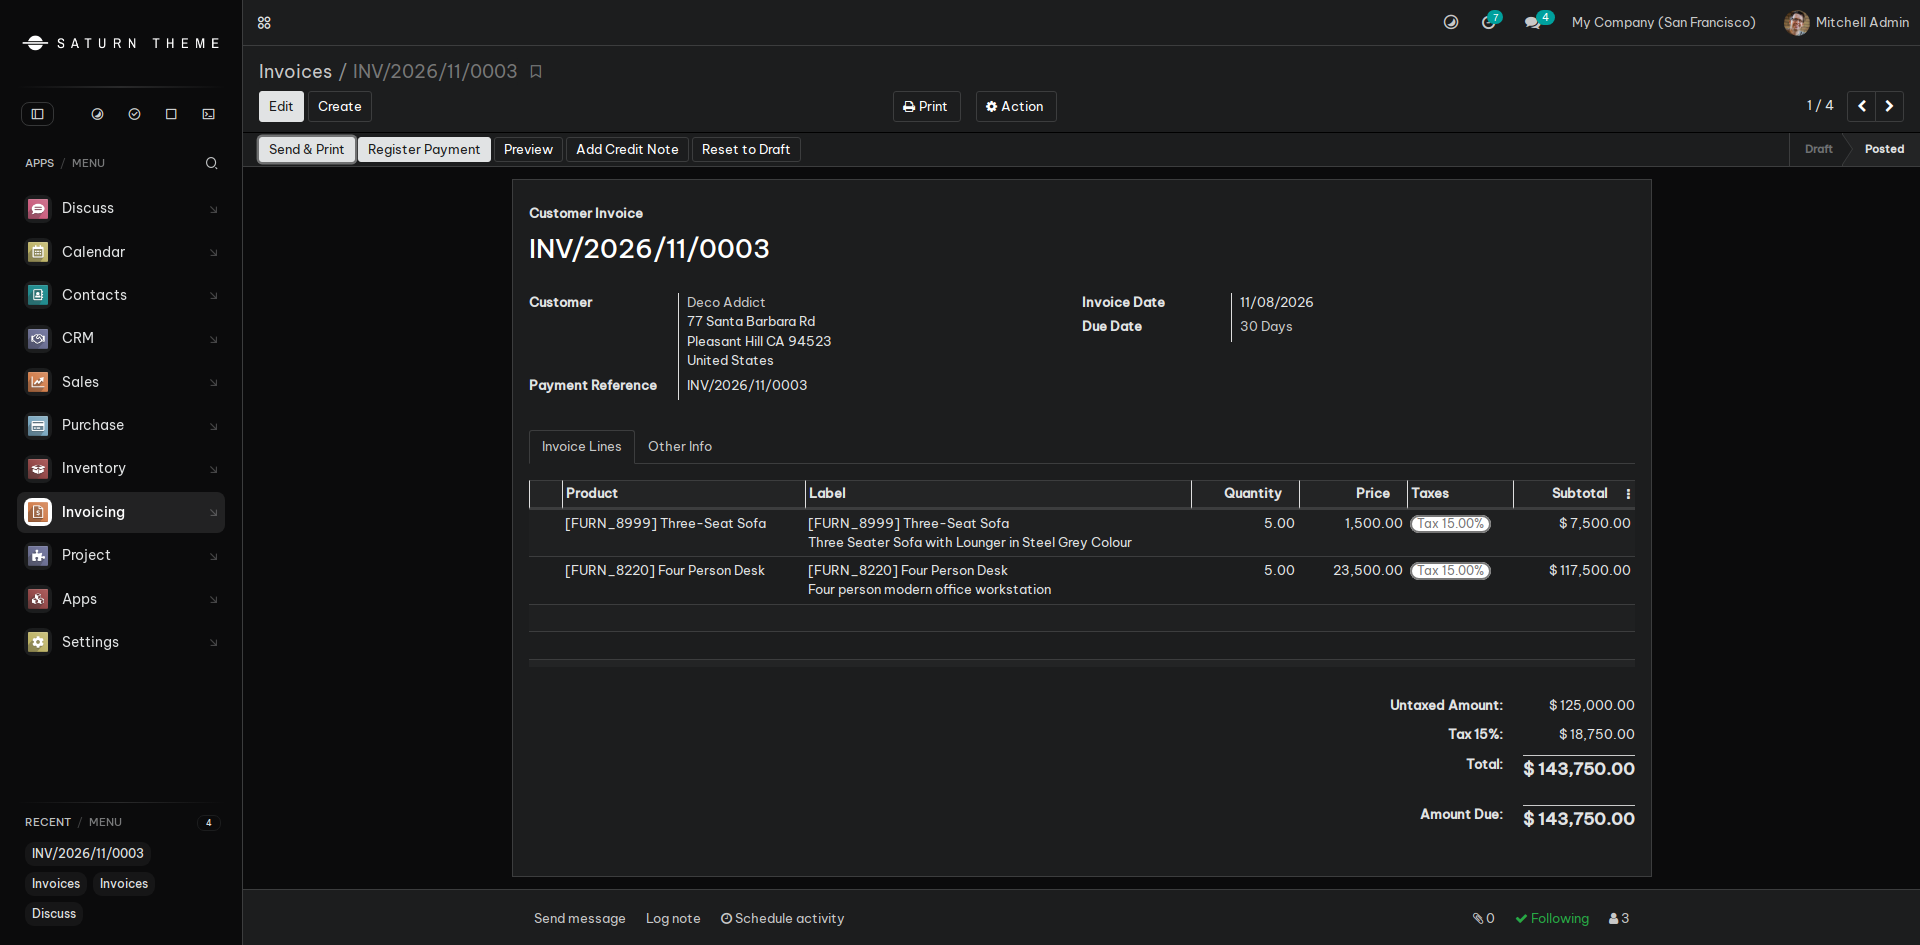 SATURN THEME
7
4
My Company (San Francisco)
Mitchell Admin
Invoices / INV/2026/11/0003
Edit
Create
Print
Action
1 / 4
APPS / MENU
Send & Print
Register Payment
Preview
Add Credit Note
Reset to Draft
Draft
Posted
Discuss
Calendar
Contacts
CRM
Sales
Purchase
Inventory
Invoicing
Project
Apps
Settings
RECENT / MENU
4
INV/2026/11/0003
Invoices
Invoices
Discuss
Customer Invoice
INV/2026/11/0003
Customer
Deco Addict
77 Santa Barbara Rd
Pleasant Hill CA 94523
United States
Payment Reference
INV/2026/11/0003
Invoice Date
11/08/2026
Due Date
30 Days
Invoice Lines
Other Info
Product Label Quantity Price Taxes Subtotal
[FURN_8999] Three-Seat Sofa [FURN_8999] Three-Seat Sofa 5.00 1,500.00 Tax 15.00% $ 7,500.00
Three Seater Sofa with Lounger in Steel Grey Colour
[FURN_8220] Four Person Desk [FURN_8220] Four Person Desk 5.00 23,500.00 Tax 15.00% $ 117,500.00
Four person modern office workstation
Untaxed Amount: $ 125,000.00
Tax 15%: $ 18,750.00
Total: $ 143,750.00
Amount Due: $ 143,750.00
Send message
Log note
Schedule activity
0
Following
3